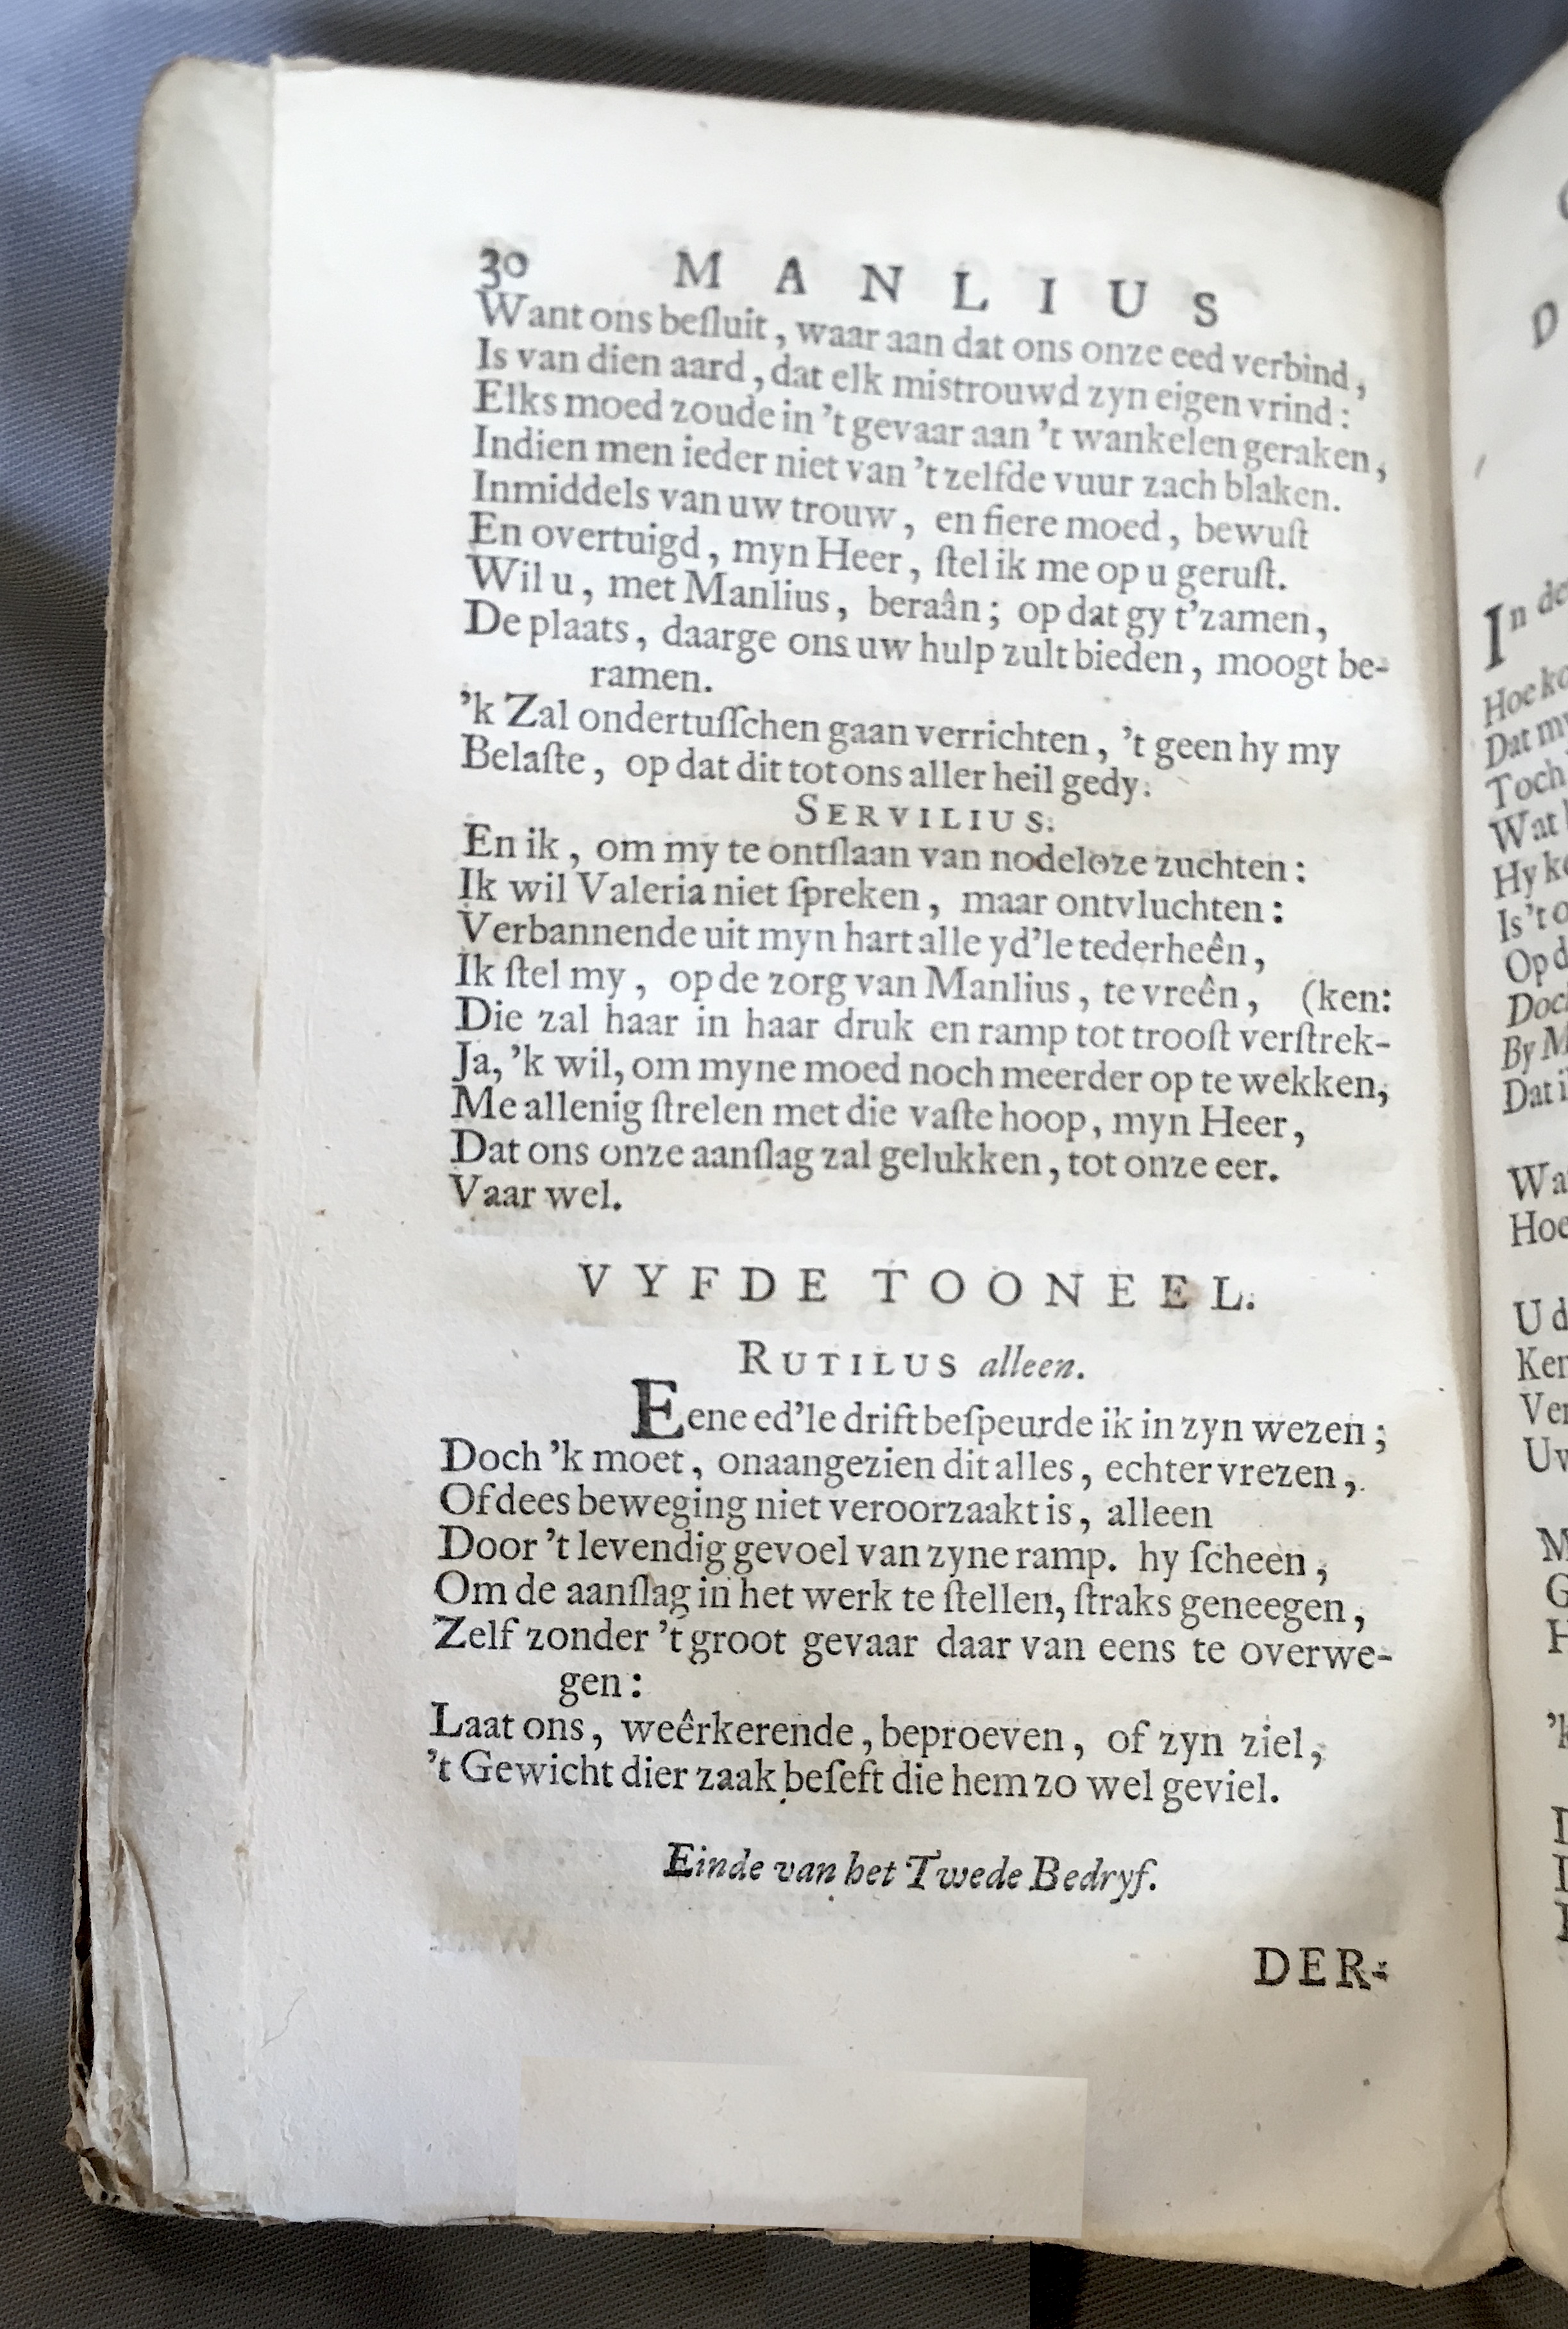 30 MANLIUS
Want ons beſluit, waar aan dat ons onze eed verbind,
Is van dien aard, dat elk mistrouwd zyn eigen vrind:
Elks moed zoude in 't gevaar aan 't wankelen geraken,
Indien men ieder niet van 't zelfde vuur zach blaken.
Inmiddels van uw trouw, en fiere moed, bewuſt
En overtuigd, myn Heer, ſtel ik me op u geruſt.
Wil u, met Manlius, beraân; op dat gy t'zamen,
De plaats, daarge ons uw hulp zult bieden, moogt be-
ramen.
'k Zal ondertuſſchen gaan verrichten, 't geen hy my
Belaſte, op dat dit tot ons aller heil gedy.
SERVILIUS.
En ik, om my te ontſlaan van nodeloze zuchten:
Ik wil Valeria niet ſpreken, maar ontvluchten:
Verbannende uit myn hart alle yd'le tederheên,
Ik ſtel my, op de zorg van Manlius, te vreên, (ken:
Die zal haar in haar druk en ramp tot trooſt verſtrek-
Ja, 'k wil, om myne moed noch meerder op te wekken,
Me allenig ſtrelen met die vaſte hoop, myn Heer,
Dat ons onze aanſlag zal gelukken, tot onze eer.
Vaar wel.
VYFDE TOONEEL.
RUTILUS alleen.
Eene ed'le drift beſpeurde ik in zyn wezen;
Doch 'k moet, onaangezien dit alles, echter vrezen,
Of dees beweging niet veroorzaakt is, alleen
Door 't levendig gevoel van zyne ramp. hy ſcheen,
Om de aanſlag in het werk te ſtellen, ſtraks geneegen,
Zelf zonder 't groot gevaar daar van eens te overwe-
gen:
Laat ons, weêrkerende, beproeven, of zyn ziel,
't Gewicht dier zaak beſeft die hem zo wel geviel.
Einde van het Twede Bedryf.
DER-
In de
Dat my
Toch
Wat
Is 't
By M
Dat i
Hoe
U d